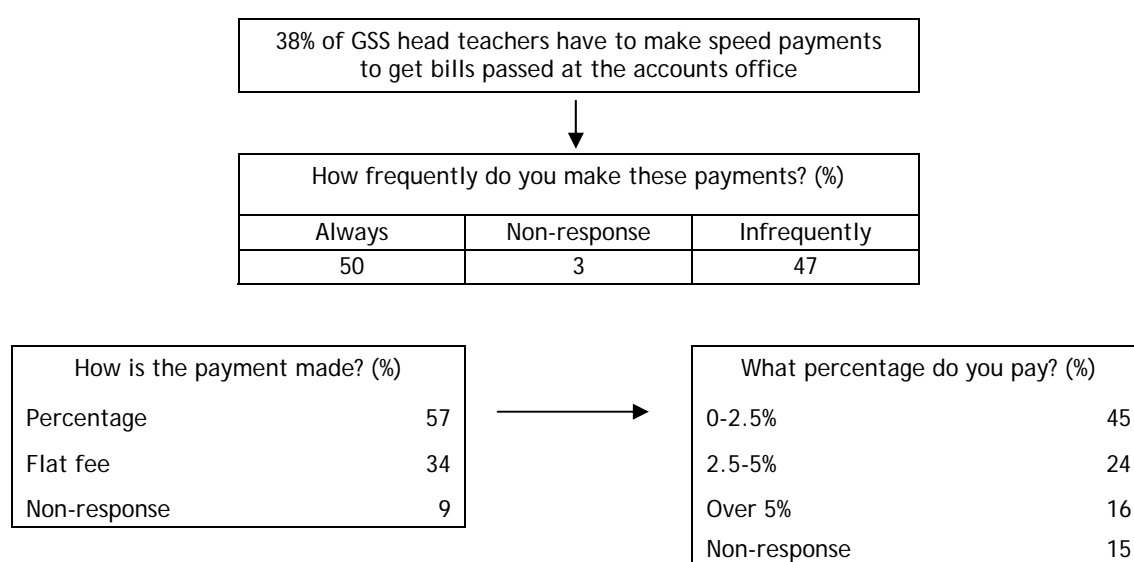 38% of GSS head teachers have to make speed payments
to get bills passed at the accounts office
How frequently do you make these payments? (%)
Always Non-response Infrequently
50 3 47
How is the payment made? (%)
Percentage 57
Flat fee 34
Non-response 9
What percentage do you pay? (%)
0-2.5% 45
2.5-5% 24
Over 5% 16
Non-response 15